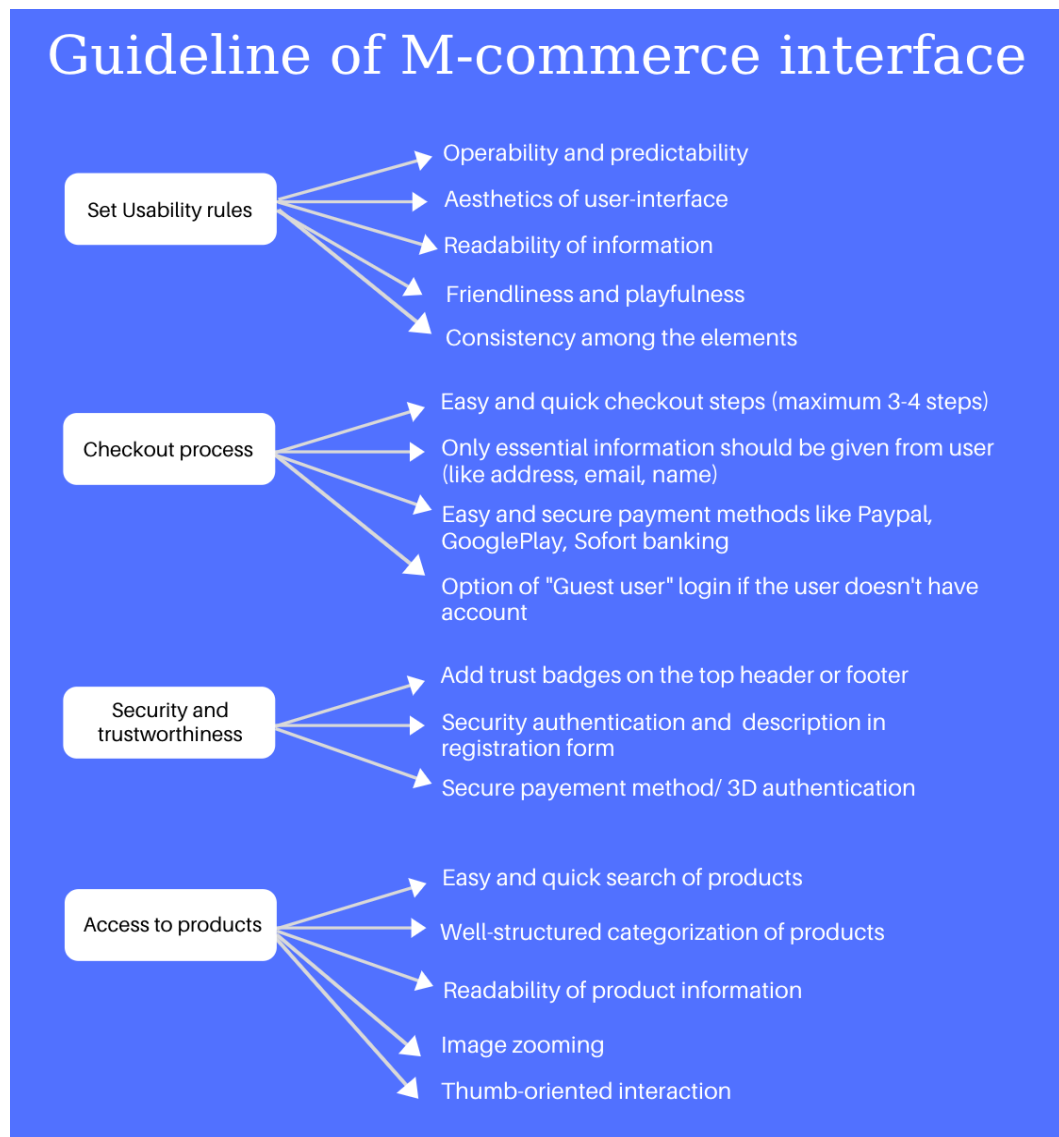 Guideline of M-commerce interface
Set Usability rules
Operability and predictability
Aesthetics of user-interface
Readability of information
Friendliness and playfulness
Consistency among the elements
Checkout process
Easy and quick checkout steps (maximum 3-4 steps)
Only essential information should be given from user
(like address, email, name)
Easy and secure payment methods like Paypal,
GooglePlay, Sofort banking
Option of "Guest user" login if the user doesn't have
account
Security and
trustworthiness
Add trust badges on the top header or footer
Security authentication and  description in
registration form
Secure payement method/ 3D authentication
Access to products
Easy and quick search of products
Well-structured categorization of products
Readability of product information
Image zooming
Thumb-oriented interaction